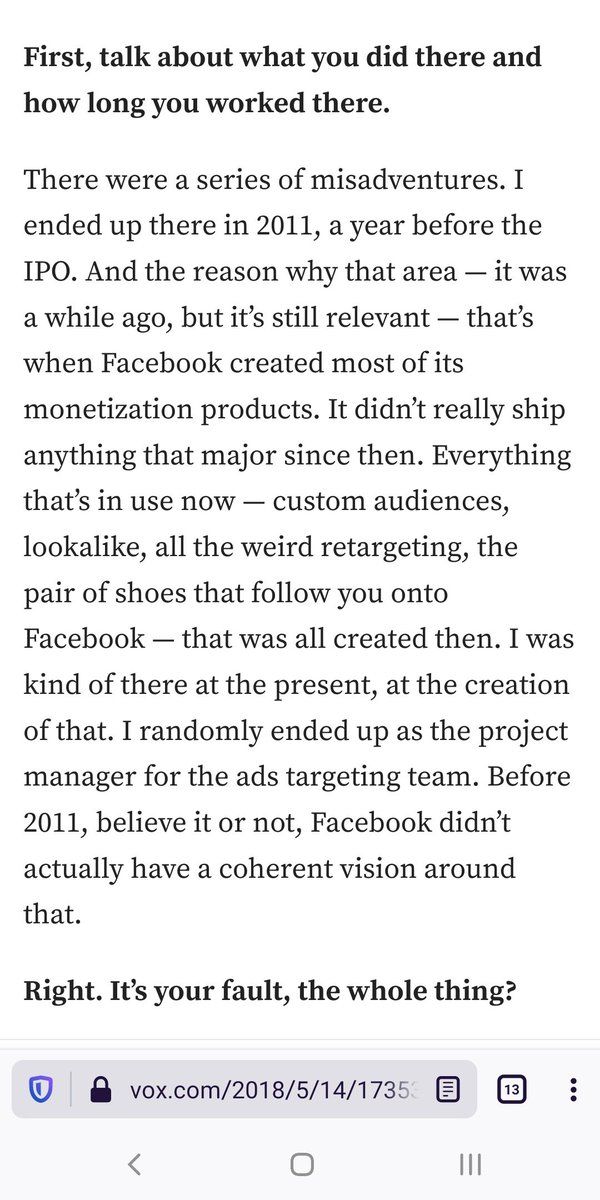 First, talk about what you did there and
how long you worked there.
There were a series of misadventures. I
ended up there in 2011, a year before the
IPO. And the reason why that area — it was
a while ago, but it’s still relevant — that’s
when Facebook created most of its
monetization products. It didn’t really ship
anything that major since then. Everything
that’s in use now — custom audiences,
lookalike, all the weird retargeting, the
pair of shoes that follow you onto
Facebook — that was all created then. I was
kind of there at the present, at the creation
of that. I randomly ended up as the project
manager for the ads targeting team. Before
2011, believe it or not, Facebook didn’t
actually have a coherent vision around
that.
Right. It’s your fault, the whole thing?
vox.com/2018/5/14/1735
13